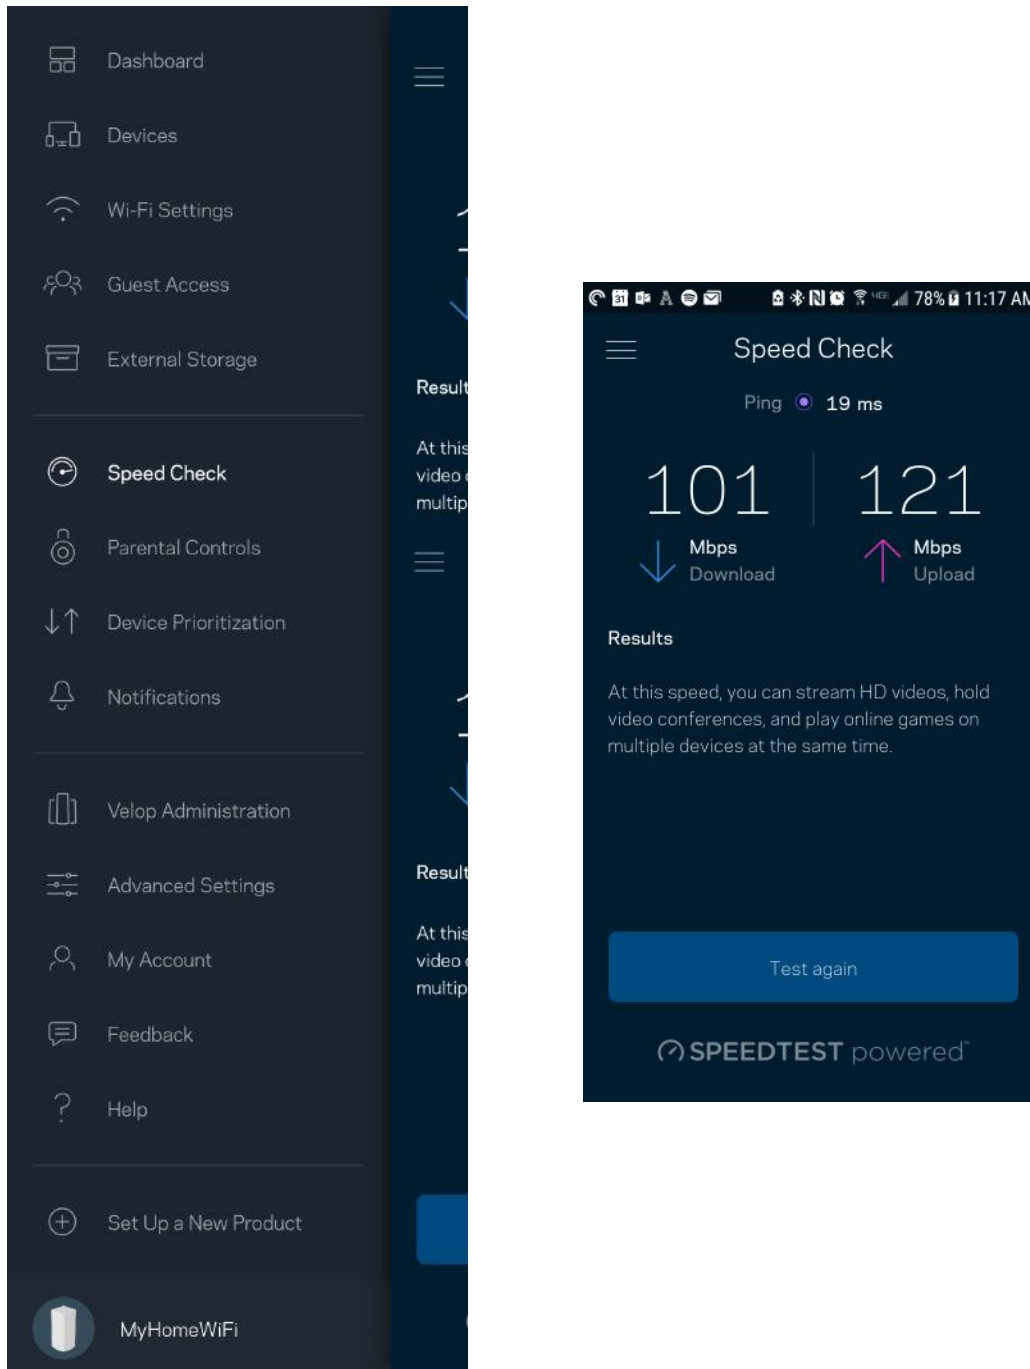 Dashboard
Devices
Wi-Fi Settings
Guest Access
External Storage
Speed Check
Parental Controls
Device Prioritization
Notifications
Velop Administration
Advanced Settings
My Account
Feedback
Help
Set Up a New Product
MyHomeWiFi
Result
At this
video
multip
Result
At this
video
multip
31 78% 11:17 AM
Speed Check
Ping 19 ms
101 121
Mbps Mbps
Download Upload
Results
At this speed, you can stream HD videos, hold
video conferences, and play online games on
multiple devices at the same time.
Test again
SPEEDTEST powered™